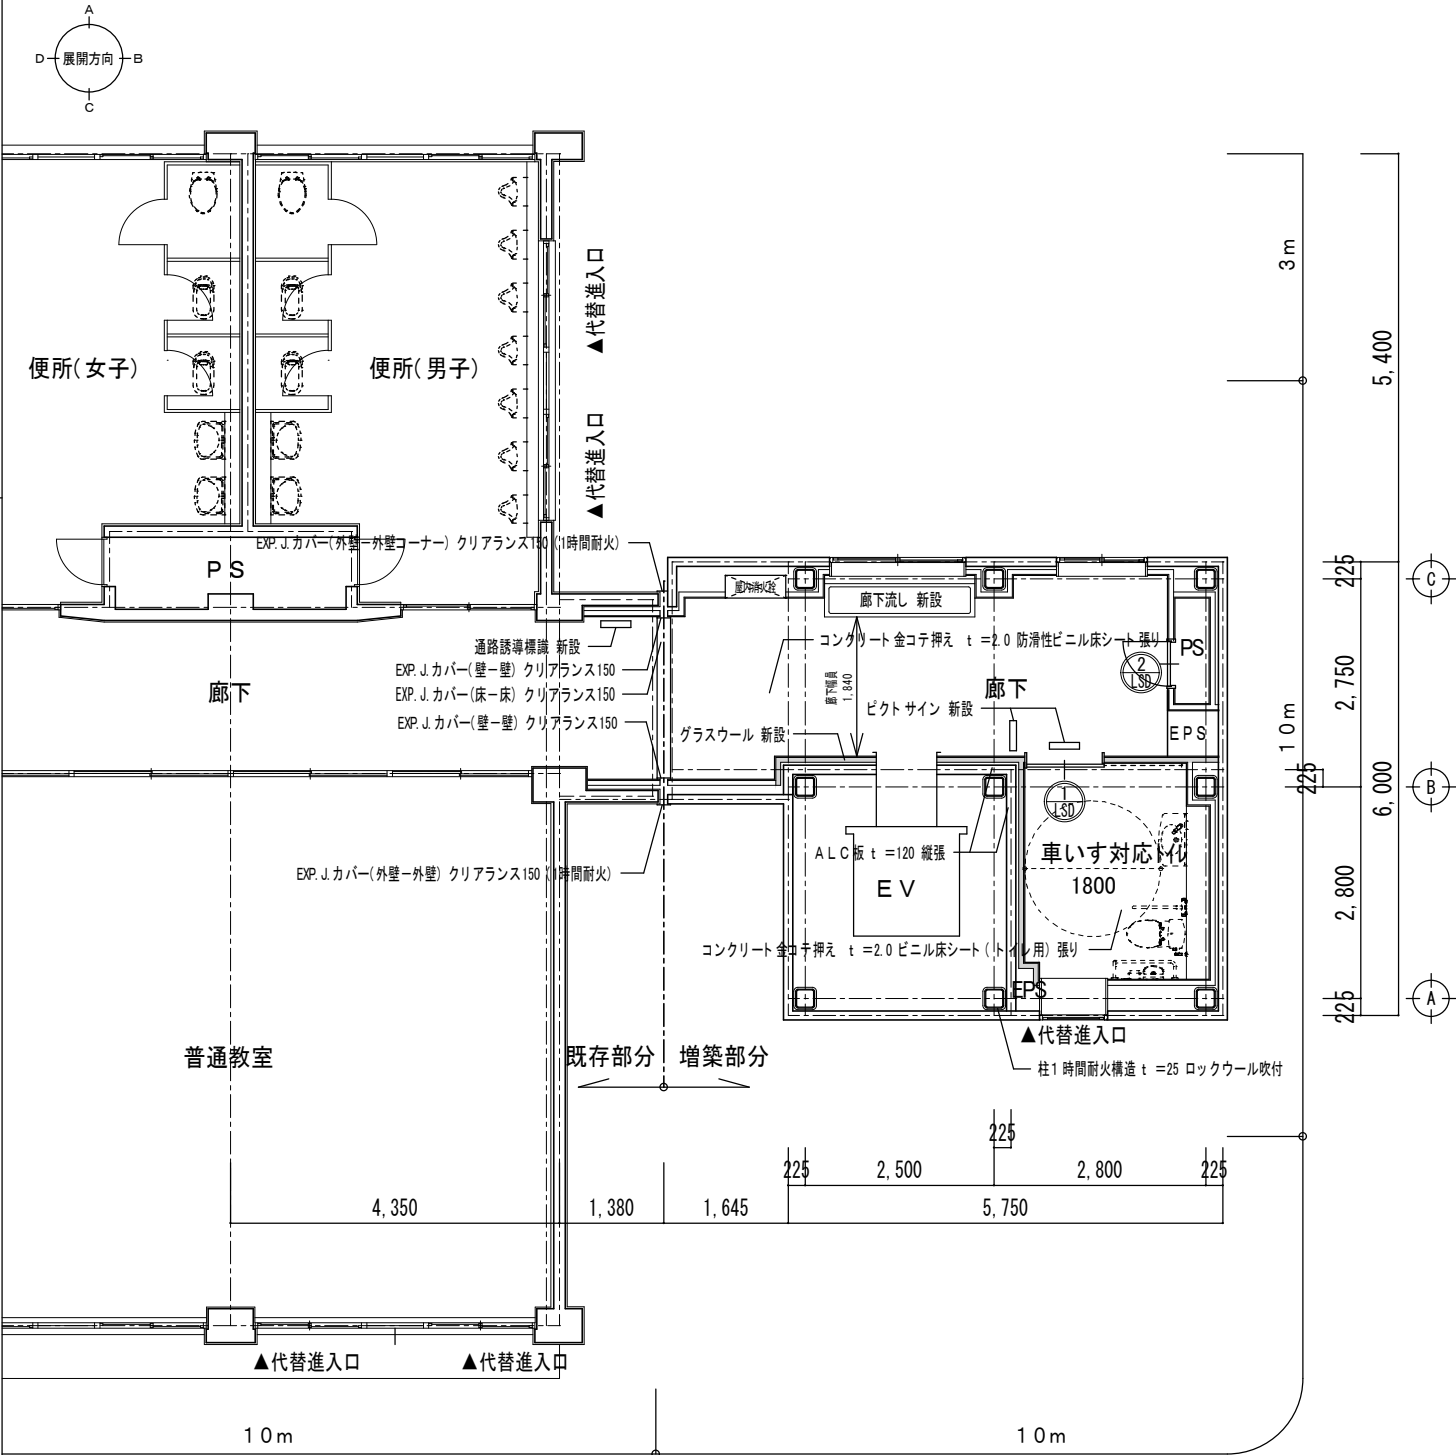 A
D 展開方向 B
C
▲代替進入口
3m
5,400
便所(女子)
便所(男子)
▲代替進入口
EXP.J.カバー(外壁ー外壁コーナー) クリアランス150 (1時間耐火)
PS
225
C
屋内消火栓
廊下流し 新設
通路誘導標識 新設
コンクリート金コテ押え t=2.0 防滑性ビニル床シート張り
PS
EXP.J.カバー(壁ー壁) クリアランス150
2
LSD
廊下
EXP.J.カバー(床ー床) クリアランス150
廊下幅員
1,840
廊下
2,750
ピクトサイン 新設
EXP.J.カバー(壁ー壁) クリアランス150
グラスウール 新設
EPS
10m
225
B
6,000
1
LSD
ALC板 t=120 縦張
車いす対応トイレ
EXP.J.カバー(外壁ー外壁) クリアランス150 (1時間耐火)
EV
1800
2,800
コンクリート金コテ押え t=2.0 ビニル床シート(トイレ用)張り
EPS
225
A
▲代替進入口
普通教室
既存部分
増築部分
柱1時間耐火構造 t=25 ロックウール吹付
225
225
2,500
2,800
225
4,350
1,380
1,645
5,750
▲代替進入口
▲代替進入口
10m
10m